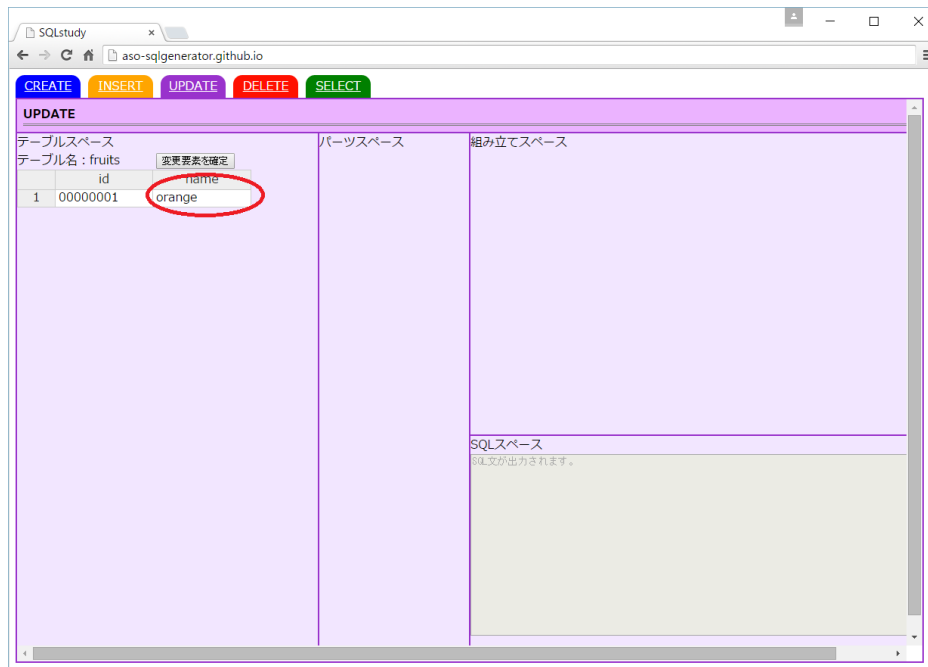 SQLstudy
aso-sqlgenerator.github.io
CREATE INSERT UPDATE DELETE SELECT
UPDATE
テーブルスペース
テーブル名：fruits 変更要素を確定
id name
1 00000001 orange
パーツスペース
組み立てスペース
SQLスペース
SQL文が出力されます。